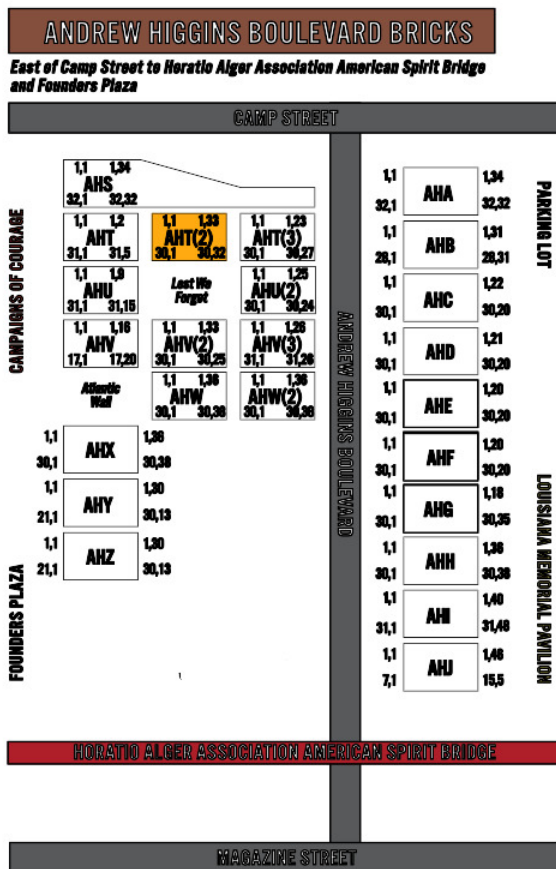 ANDREW HIGGINS BOULEVARD BRICKS
East of Camp Street to Horatio Alger Association American Spirit Bridge
and Founders Plaza
CAMP STREET
CAMPAIGNS OF COURAGE
FOUNDERS PLAZA
1,1 1,34
AHS
32,1 32,32
1,1 1,2
AHT
31,1 31,5
1,1 1,33
AHT(2)
30,1 30,32
1,1 1,23
AHT(3)
30,1 30,27
1,1 1,9
AHU
31,1 31,15
Lest We
Forget
1,1 1,25
AHU(2)
30,1 30,24
1,1 1,16
AHV
17,1 17,20
1,1 1,33
AHV(2)
30,1 30,25
1,1 1,26
AHV(3)
31,1 31,26
Atlantic
Wall
1,1 1,36
AHW
30,1 30,36
1,1 1,36
AHW(2)
30,1 30,36
1,1 1,36
AHX
30,1 30,38
1,1 1,30
AHY
21,1 30,13
1,1 1,30
AHZ
21,1 30,13
ANDREW HIGGINS BOULEVARD
1,1 1,34
AHA
32,1 32,32
1,1 1,31
AHB
28,1 28,31
1,1 1,22
AHC
30,1 30,20
1,1 1,21
AHD
30,1 30,20
1,1 1,20
AHE
30,1 30,20
1,1 1,20
AHF
30,1 30,20
1,1 1,18
AHG
30,1 30,35
1,1 1,36
AHH
30,1 30,36
1,1 1,40
AHI
31,1 31,48
1,1 1,46
AHJ
7,1 15,5
PARKING LOT
LOUISIANA MEMORIAL PAVILION
HORATIO ALGER ASSOCIATION AMERICAN SPIRIT BRIDGE
MAGAZINE STREET